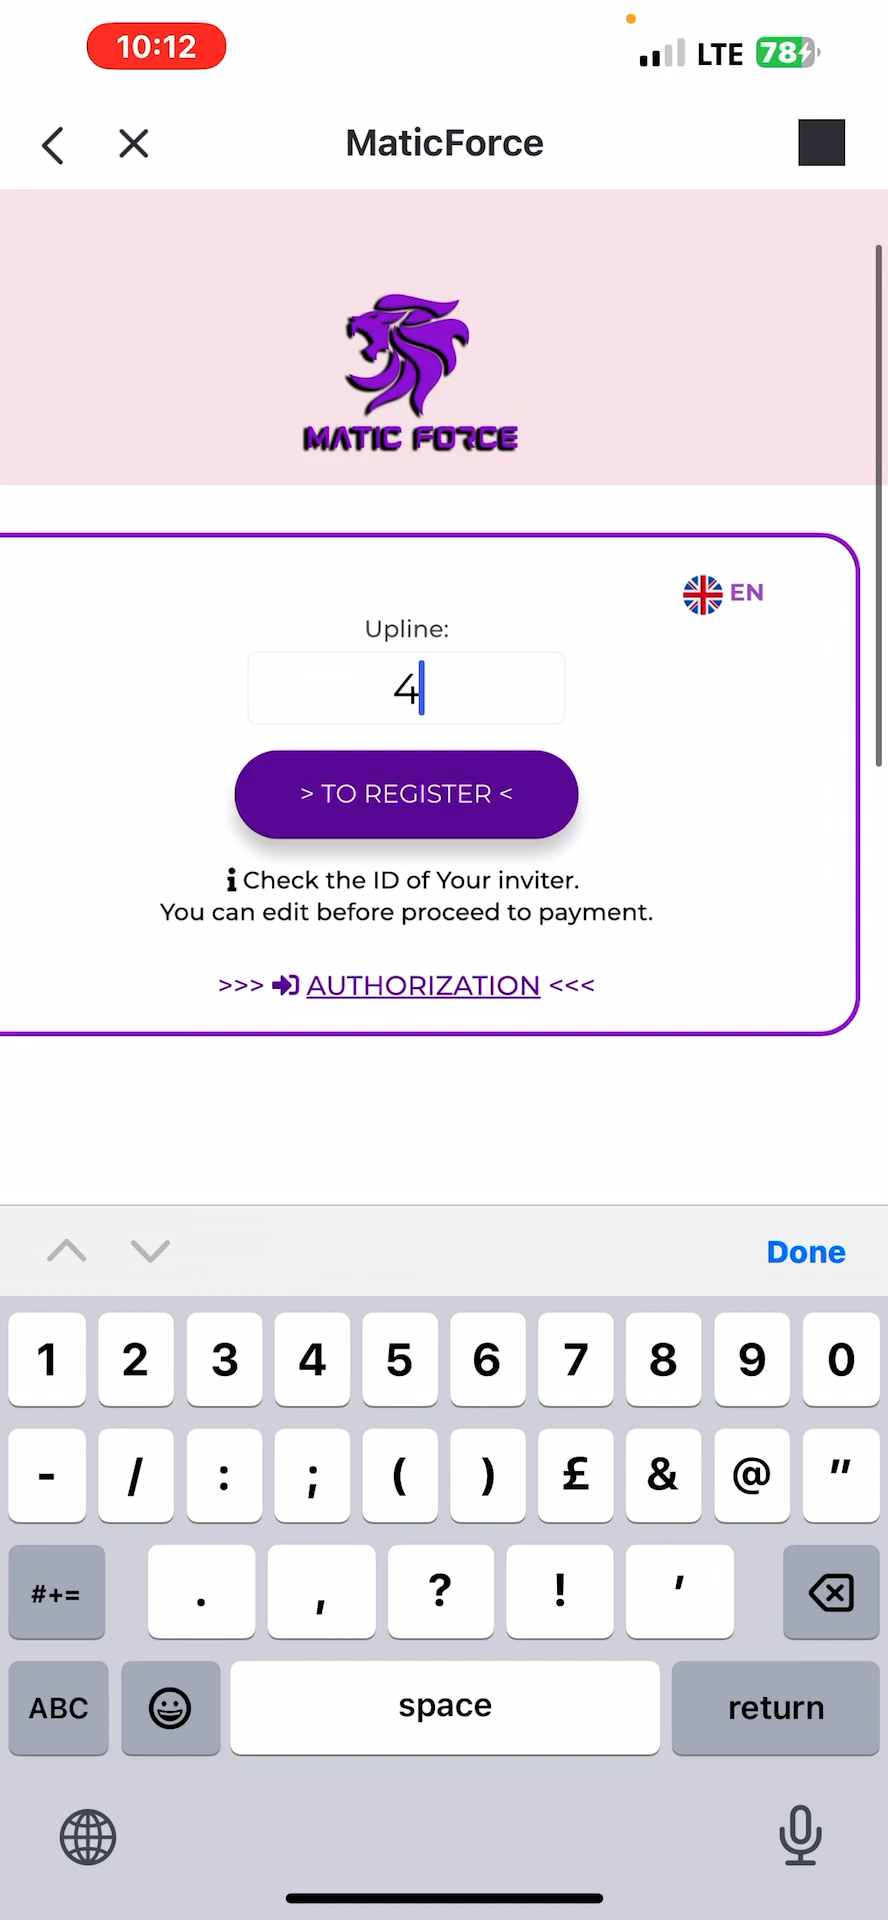 10:12
LTE 78
MaticForce
MATIC FORCE
EN
Upline:
4
> TO REGISTER <
Check the ID of Your inviter.
You can edit before proceed to payment.
>>> AUTHORIZATION <<<
Done
1 2 3 4 5 6 7 8 9 0
- / : ; ( ) £ & @ "
#+= . , ? ! '
ABC space return